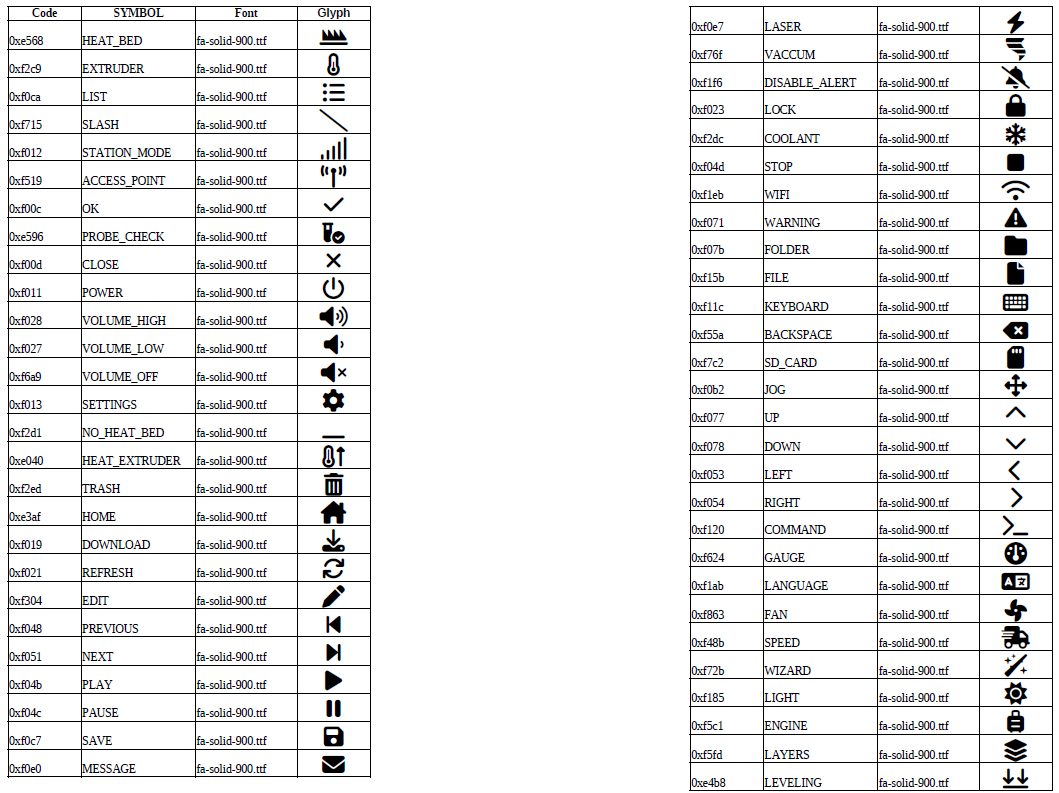 Code SYMBOL Font Glyph
0xe568 HEAT_BED fa-solid-900.ttf
0xf2c9 EXTRUDER fa-solid-900.ttf
0xf0ca LIST fa-solid-900.ttf
0xf715 SLASH fa-solid-900.ttf
0xf012 STATION_MODE fa-solid-900.ttf
0xf519 ACCESS_POINT fa-solid-900.ttf
0xf00c OK fa-solid-900.ttf
0xe596 PROBE_CHECK fa-solid-900.ttf
0xf00d CLOSE fa-solid-900.ttf
0xf011 POWER fa-solid-900.ttf
0xf028 VOLUME_HIGH fa-solid-900.ttf
0xf027 VOLUME_LOW fa-solid-900.ttf
0xf6a9 VOLUME_OFF fa-solid-900.ttf
0xf013 SETTINGS fa-solid-900.ttf
0xf2d1 NO_HEAT_BED fa-solid-900.ttf
0xe040 HEAT_EXTRUDER fa-solid-900.ttf
0xf2ed TRASH fa-solid-900.ttf
0xe3af HOME fa-solid-900.ttf
0xf019 DOWNLOAD fa-solid-900.ttf
0xf021 REFRESH fa-solid-900.ttf
0xf304 EDIT fa-solid-900.ttf
0xf048 PREVIOUS fa-solid-900.ttf
0xf051 NEXT fa-solid-900.ttf
0xf04b PLAY fa-solid-900.ttf
0xf04c PAUSE fa-solid-900.ttf
0xf0c7 SAVE fa-solid-900.ttf
0xf0e0 MESSAGE fa-solid-900.ttf
0xf0e7 LASER fa-solid-900.ttf
0xf76f VACCUM fa-solid-900.ttf
0xf1f6 DISABLE_ALERT fa-solid-900.ttf
0xf023 LOCK fa-solid-900.ttf
0xf2dc COOLANT fa-solid-900.ttf
0xf04d STOP fa-solid-900.ttf
0xf1eb WIFI fa-solid-900.ttf
0xf071 WARNING fa-solid-900.ttf
0xf07b FOLDER fa-solid-900.ttf
0xf15b FILE fa-solid-900.ttf
0xf11c KEYBOARD fa-solid-900.ttf
0xf55a BACKSPACE fa-solid-900.ttf
0xf7c2 SD_CARD fa-solid-900.ttf
0xf0b2 JOG fa-solid-900.ttf
0xf077 UP fa-solid-900.ttf
0xf078 DOWN fa-solid-900.ttf
0xf053 LEFT fa-solid-900.ttf
0xf054 RIGHT fa-solid-900.ttf
0xf120 COMMAND fa-solid-900.ttf
0xf624 GAUGE fa-solid-900.ttf
0xf1ab LANGUAGE fa-solid-900.ttf
0xf863 FAN fa-solid-900.ttf
0xf48b SPEED fa-solid-900.ttf
0xf72b WIZARD fa-solid-900.ttf
0xf185 LIGHT fa-solid-900.ttf
0xf5c1 ENGINE fa-solid-900.ttf
0xf5fd LAYERS fa-solid-900.ttf
0xe4b8 LEVELING fa-solid-900.ttf